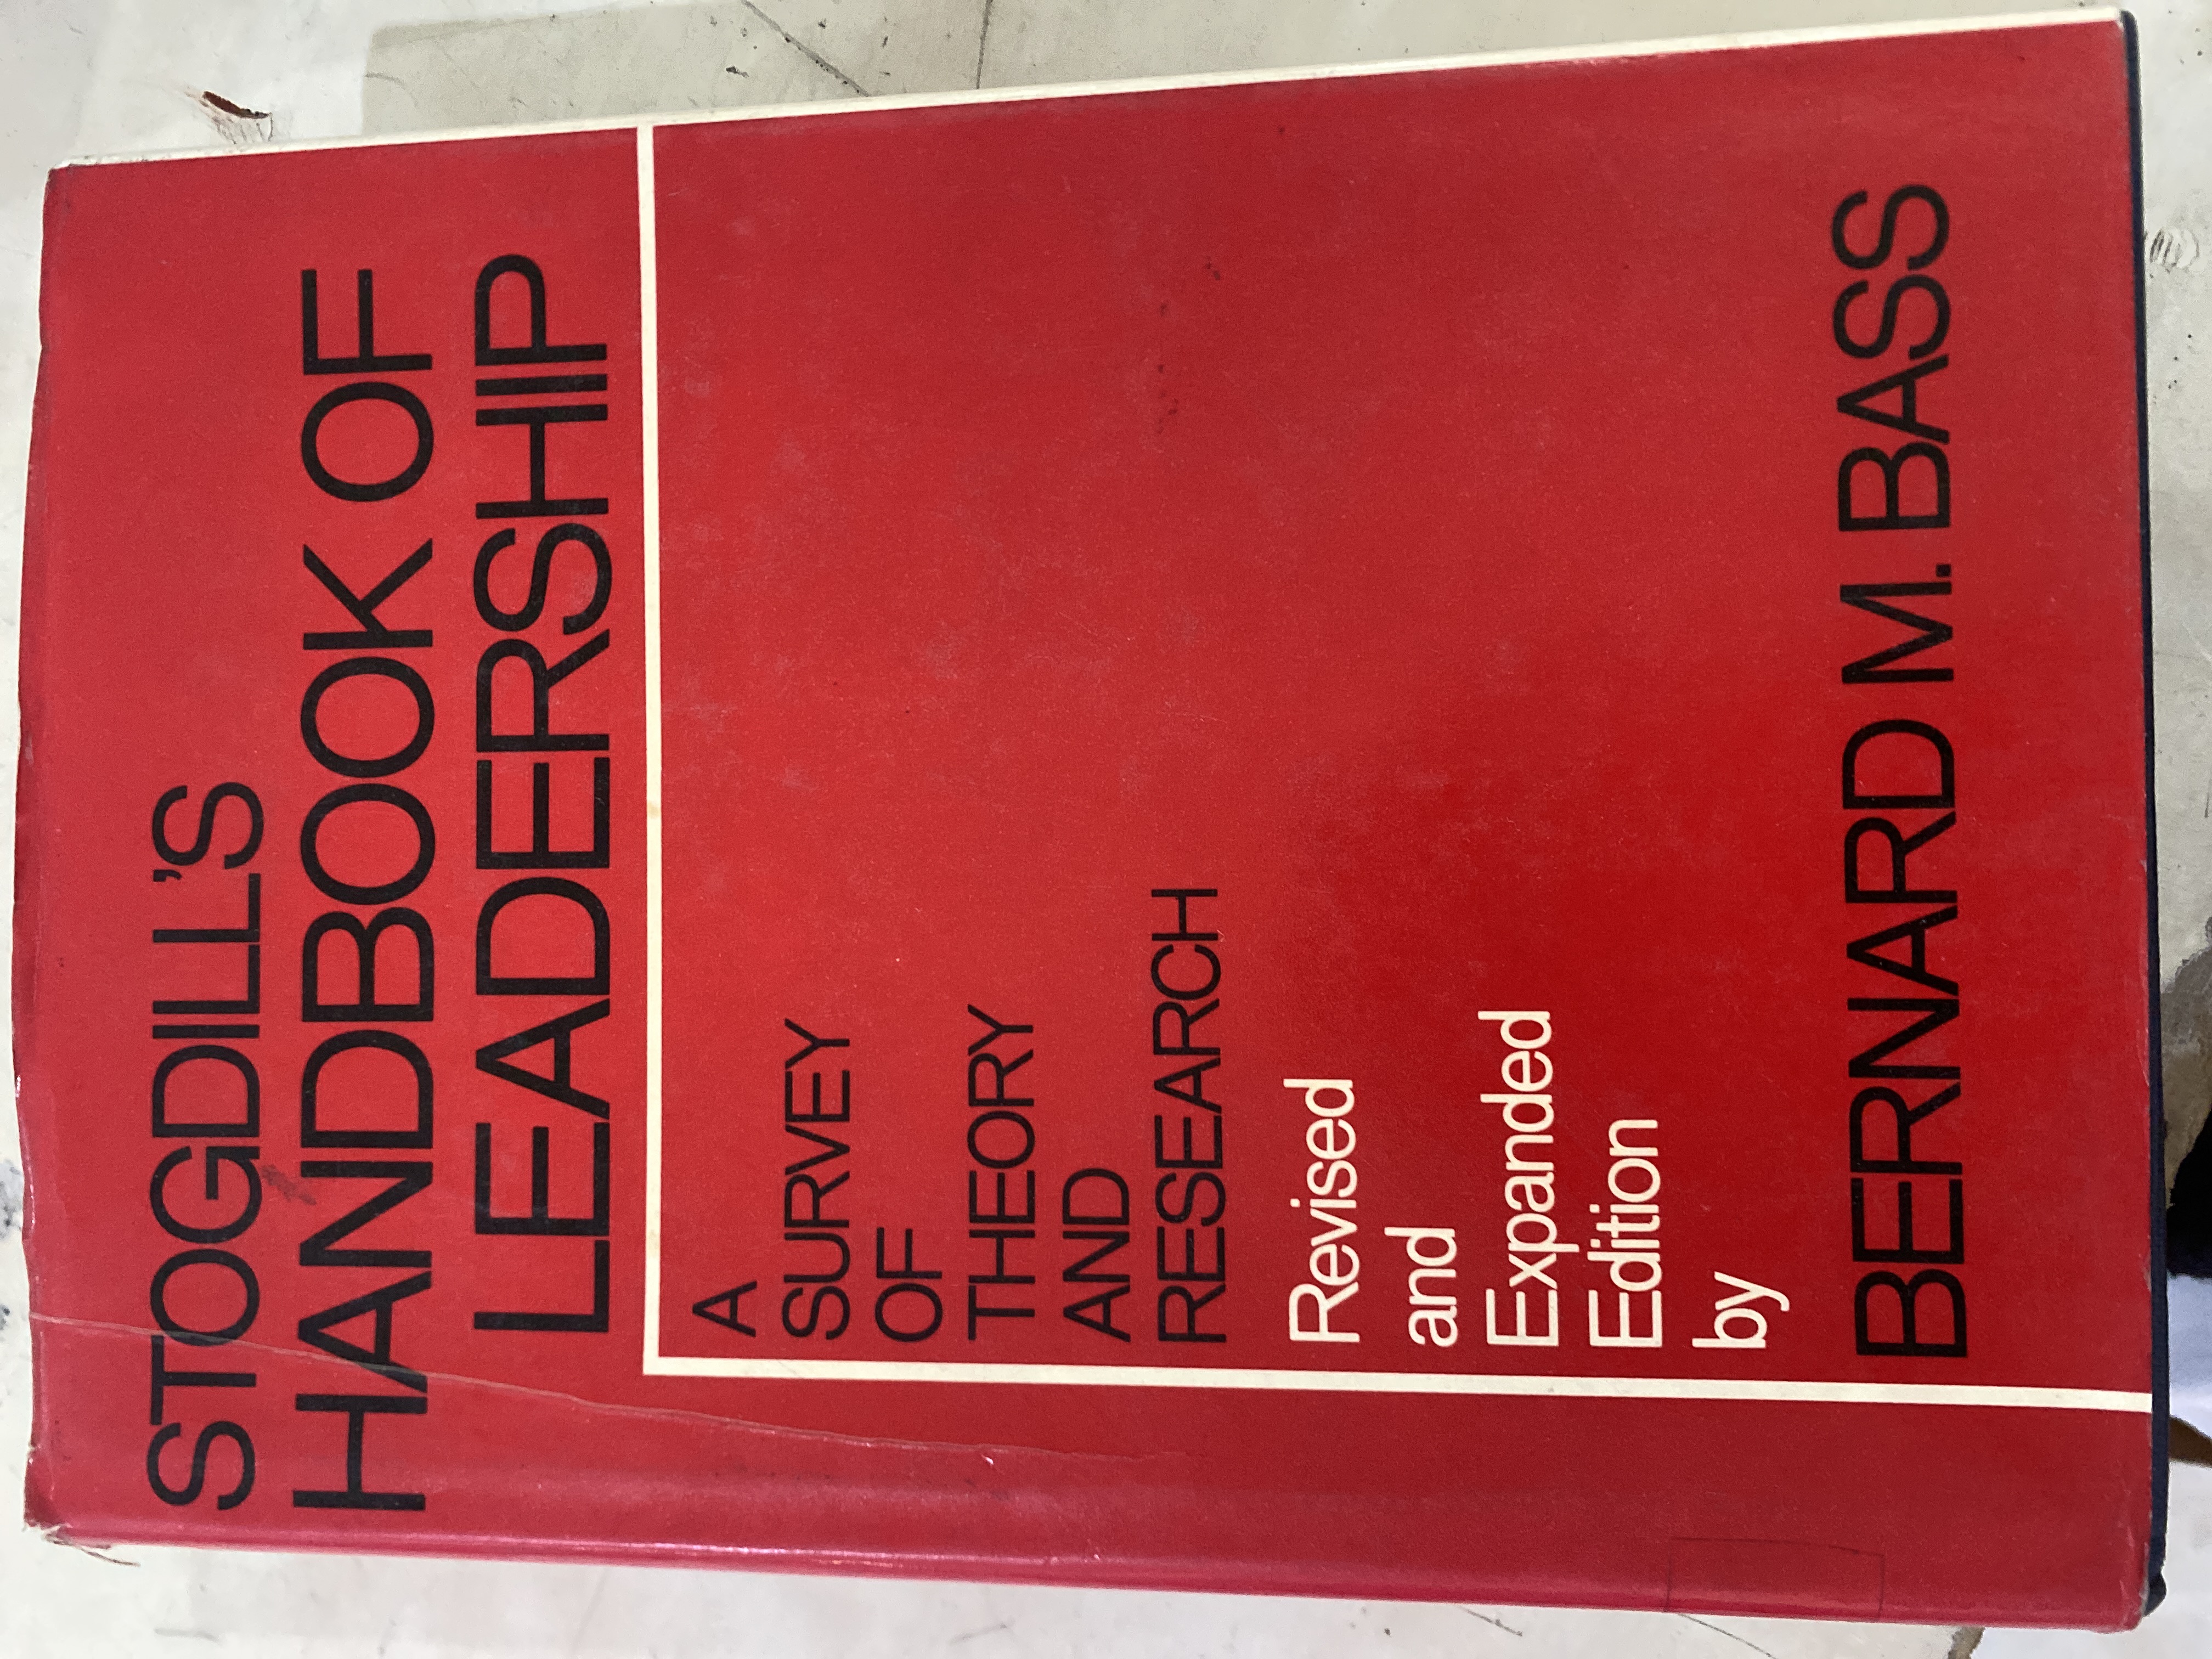 STOGDILL'S
HANDBOOK OF
LEADERSHIP
A
SURVEY
OF
THEORY
AND
RESEARCH
Revised
and
Expanded
Edition
by
BERNARD M. BASS